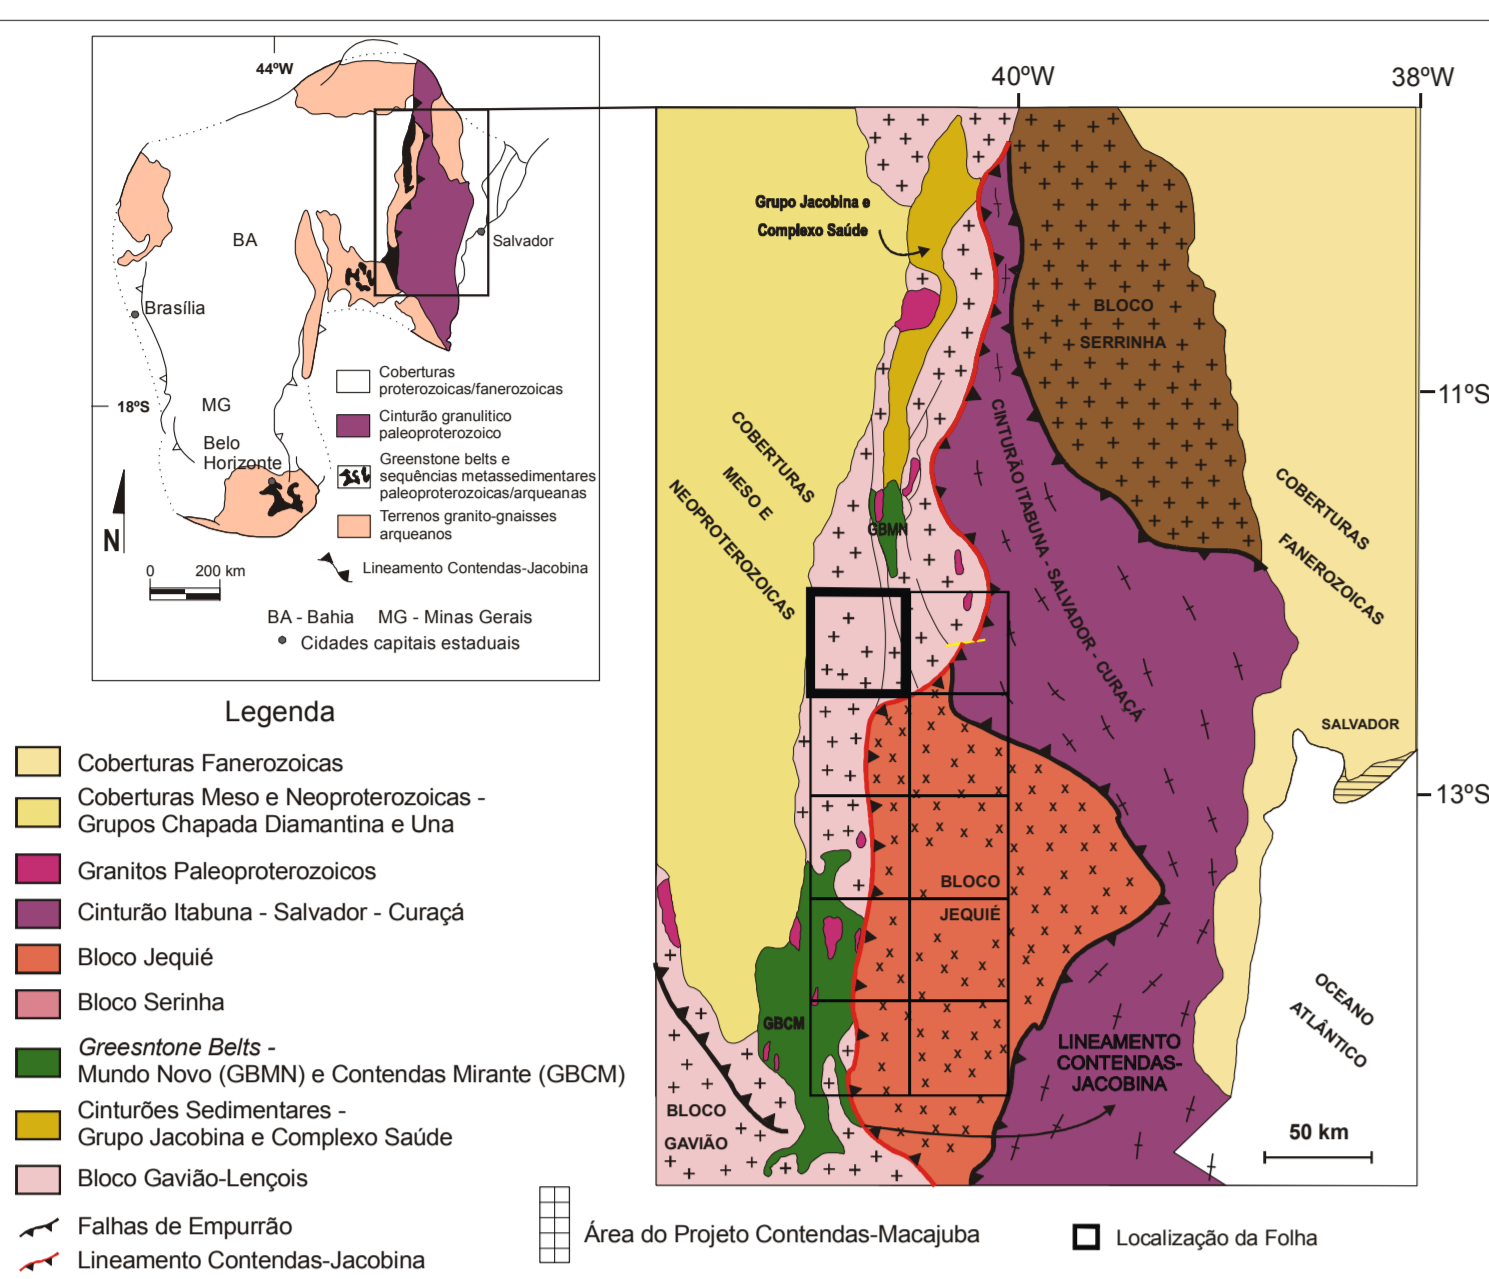 44ºW
BA
Salvador
Brasília
18ºS
MG
Belo
Horizonte
N
0
200 km
Coberturas
proterozoicas/fanerozoicas
Cinturão granulitico
paleoproterozoico
Greenstone belts e
sequências metassedimentares
paleoproterozoicas/arqueanas
Terrenos granito-gnaisses
arqueanos
Lineamento Contendas-Jacobina
BA - Bahia
MG - Minas Gerais
Cidades capitais estaduais
40ºW
38ºW
11ºS
13ºS
Grupo Jacobina e
Complexo Saúde
BLOCO
SERRINHA
COBERTURAS
MESO E
NEOPROTEROZOICAS
GBMN
CINTURÃO ITABUNA - SALVADOR - CURAÇÁ
COBERTURAS
FANEROZOICAS
SALVADOR
BLOCO
JEQUIÉ
GBCM
OCEANO
ATLÂNTICO
LINEAMENTO
CONTENDAS-
JACOBINA
BLOCO
GAVIÃO
50 km
Legenda
Coberturas Fanerozoicas
Coberturas Meso e Neoproterozoicas -
Grupos Chapada Diamantina e Una
Granitos Paleoproterozoicos
Cinturão Itabuna - Salvador - Curaçá
Bloco Jequié
Bloco Serinha
Greesntone Belts -
Mundo Novo (GBMN) e Contendas Mirante (GBCM)
Cinturões Sedimentares -
Grupo Jacobina e Complexo Saúde
Bloco Gavião-Lençois
Falhas de Empurrão
Lineamento Contendas-Jacobina
Área do Projeto Contendas-Macajuba
Localização da Folha